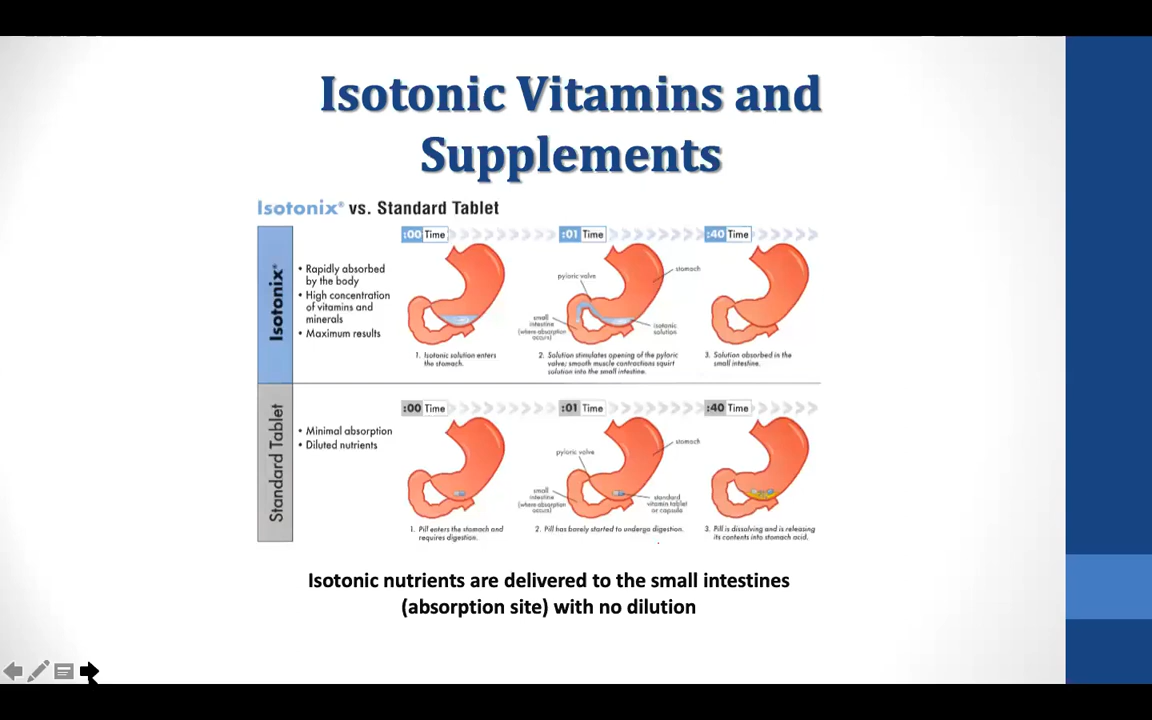 Isotonic Vitamins and
Supplements
Isotonix® vs. Standard Tablet
Isotonix®
• Rapidly absorbed
by the body
• High concentration
of vitamins and
minerals
• Maximum results
:00 Time
1. Isotonic solution enters
the stomach.
:01 Time
pyloric valve
stomach
small
intestine
(where absorption
occurs)
isotonic
solution
2. Solution stimulates opening of the pyloric
valve; smooth muscle contractions squirt
solution into the small intestine.
:40 Time
3. Solution absorbed in the
small intestine.
Standard Tablet
• Minimal absorption
• Diluted nutrients
:00 Time
1. Pill enters the stomach and
requires digestion.
:01 Time
pyloric valve
stomach
small
intestine
(where absorption
occurs)
standard
vitamin tablet
or capsule
2. Pill has barely started to undergo digestion.
:40 Time
3. Pill is dissolving and is releasing
its contents into stomach acid.
Isotonic nutrients are delivered to the small intestines
(absorption site) with no dilution